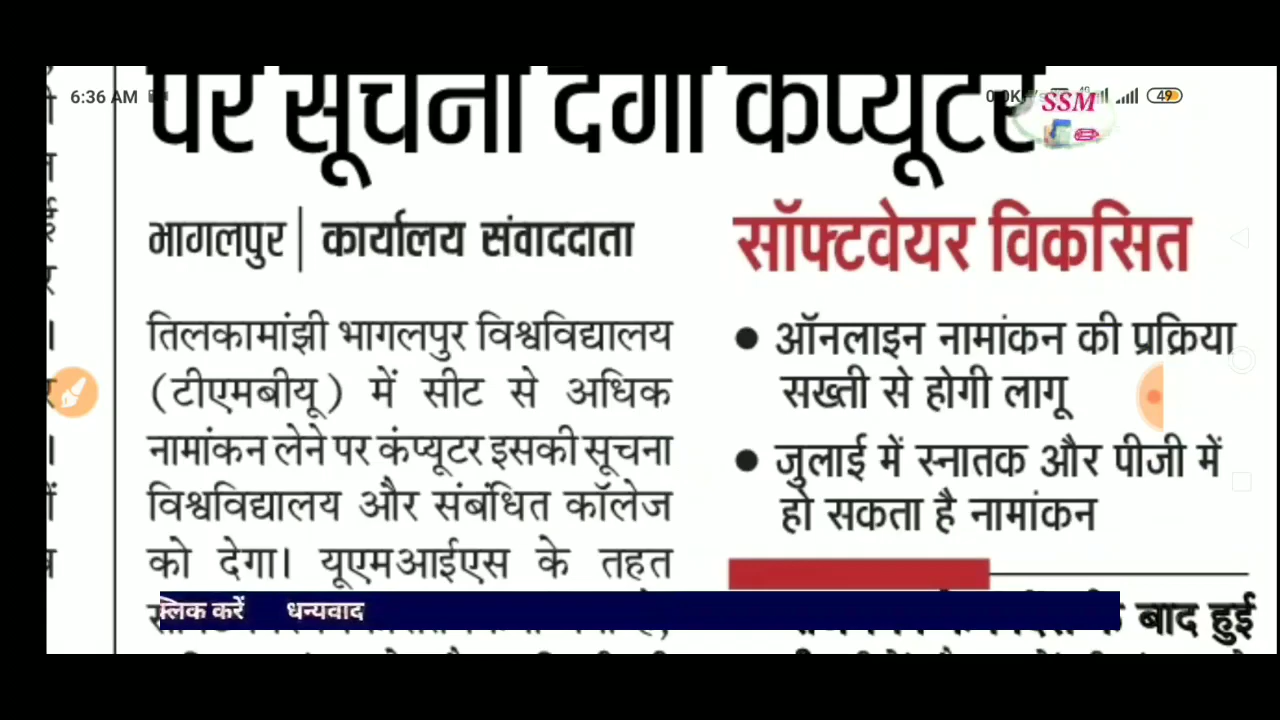 पर सूचना देगा कंप्यूटर
6:36 AM
SSM
49
भागलपुर | कार्यालय संवाददाता
तिलकामांझी भागलपुर विश्वविद्यालय
(टीएमबीयू) में सीट से अधिक
नामांकन लेने पर कंप्यूटर इसकी सूचना
विश्वविद्यालय और संबंधित कॉलेज
को देगा। यूएमआईएस के तहत
सॉफ्टवेयर विकसित
● ऑनलाइन नामांकन की प्रक्रिया
सख्ती से होगी लागू
● जुलाई में स्नातक और पीजी में
हो सकता है नामांकन
बाद हुई
क्लिक करें धन्यवाद